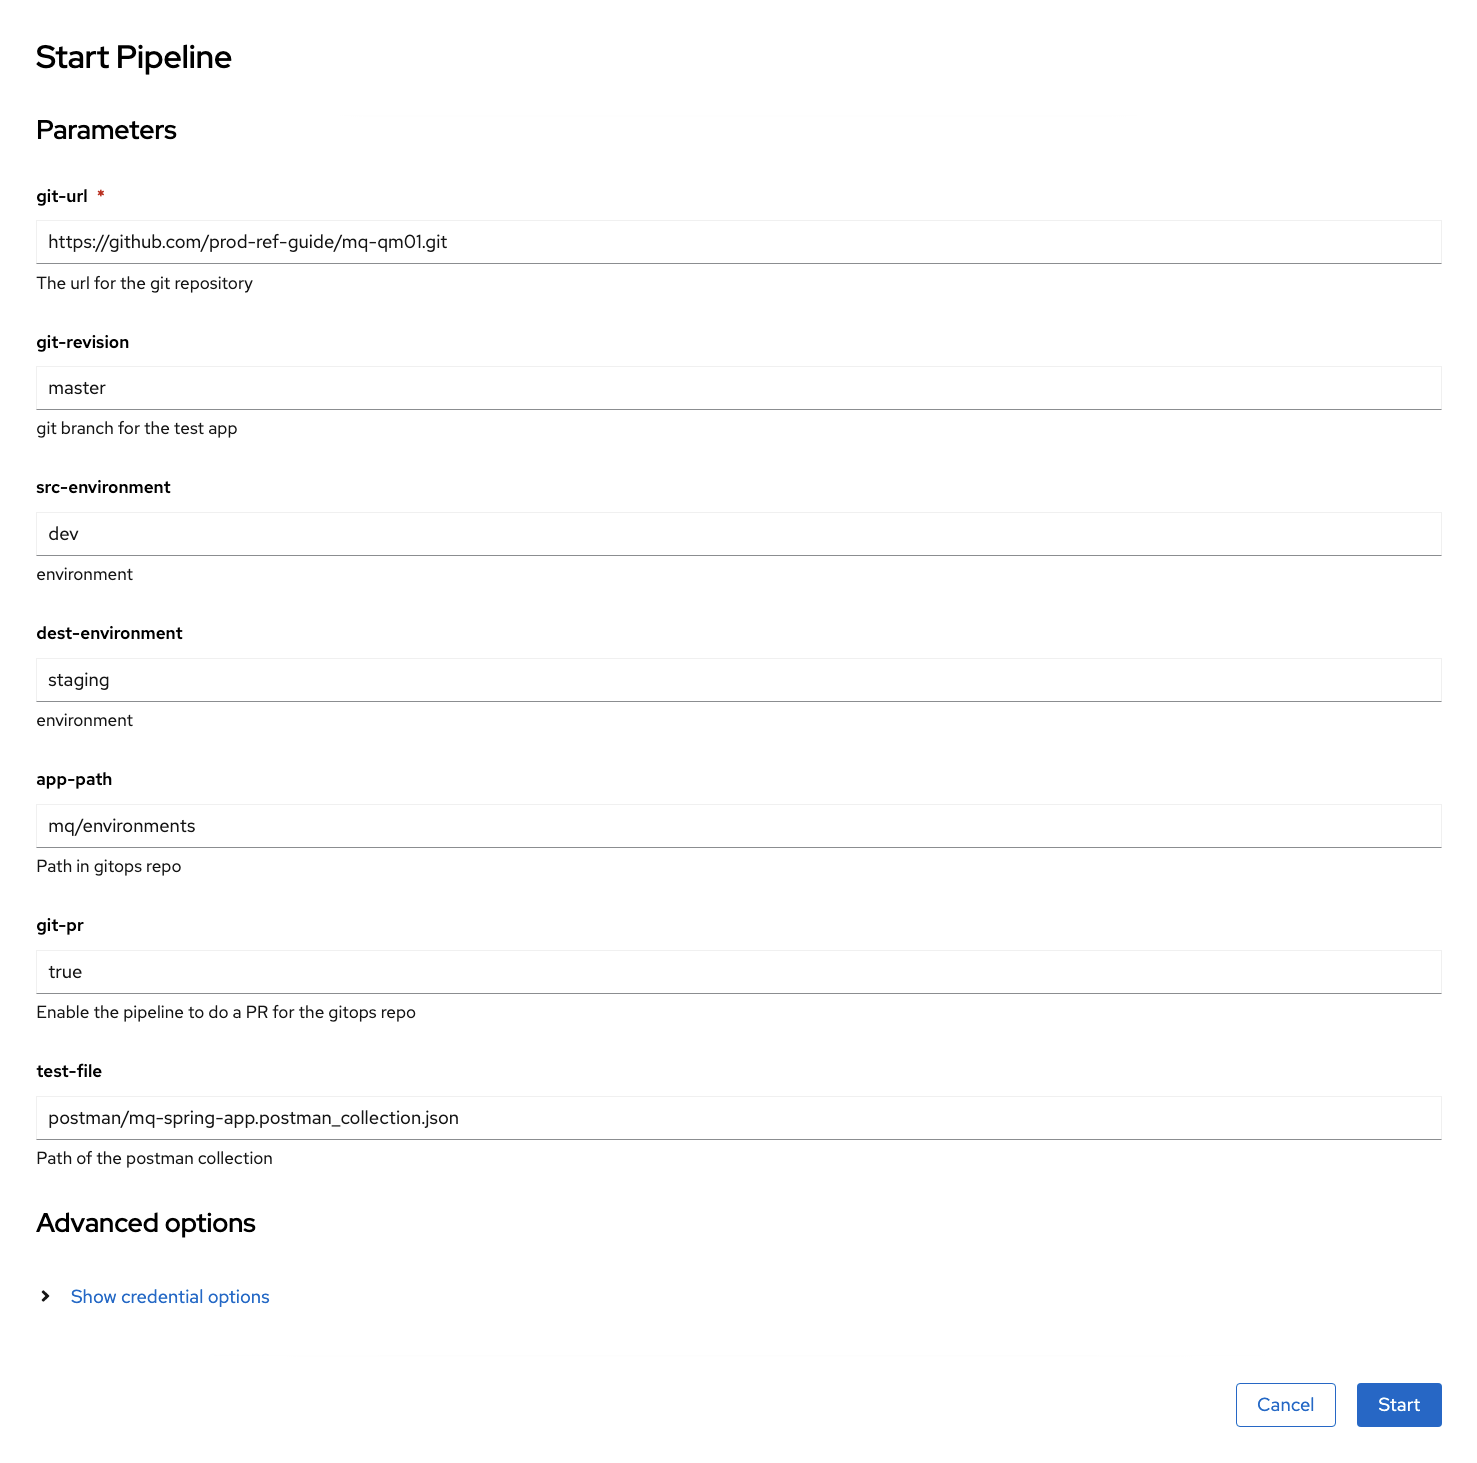 Start Pipeline
Parameters
git-url *
https://github.com/prod-ref-guide/mq-qm01.git
The url for the git repository
git-revision
master
git branch for the test app
src-environment
dev
environment
dest-environment
staging
environment
app-path
mq/environments
Path in gitops repo
git-pr
true
Enable the pipeline to do a PR for the gitops repo
test-file
postman/mq-spring-app.postman_collection.json
Path of the postman collection
Advanced options
Show credential options
Cancel Start